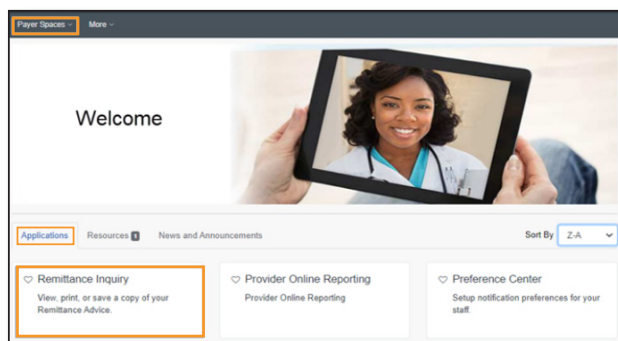 Payer Spaces More
Welcome
Applications Resources 1 News and Announcements Sort By Z-A
Remittance Inquiry Provider Online Reporting Preference Center
View, print, or save a copy of your Provider Online Reporting Setup notification preferences for your
Remittance Advice. staff.